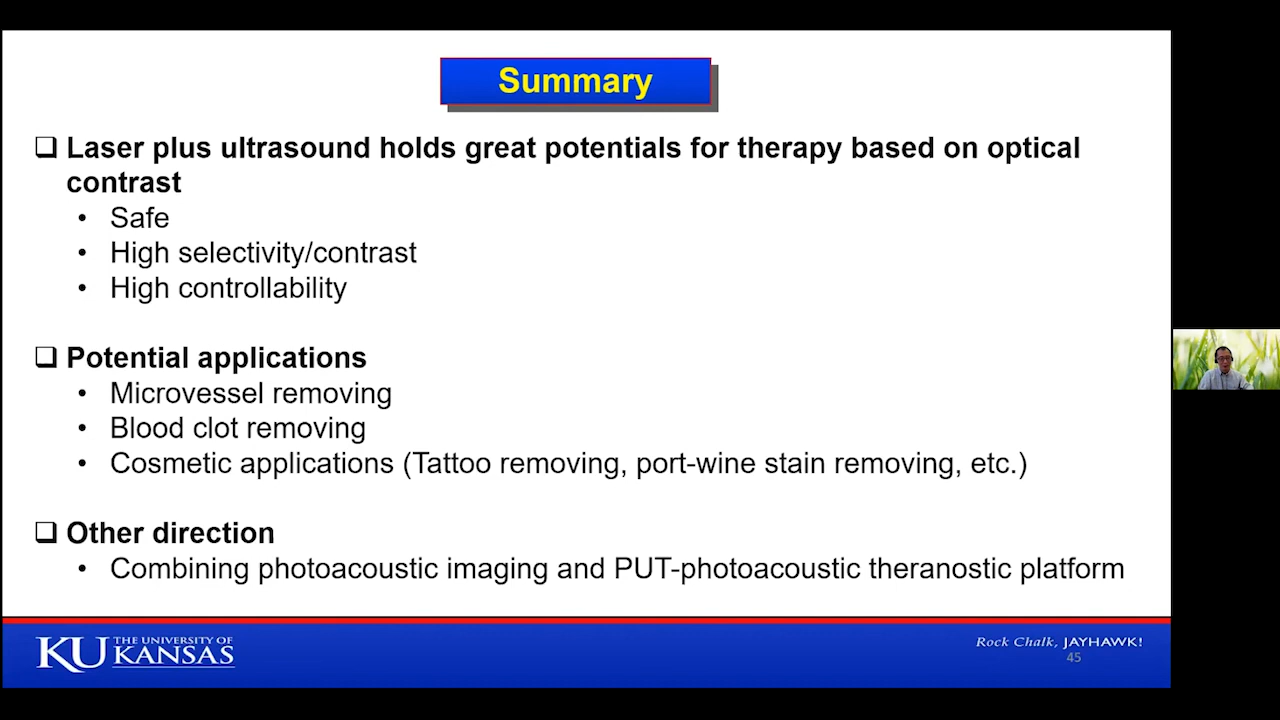 Summary
❑ Laser plus ultrasound holds great potentials for therapy based on optical
contrast
• Safe
• High selectivity/contrast
• High controllability
❑ Potential applications
• Microvessel removing
• Blood clot removing
• Cosmetic applications (Tattoo removing, port-wine stain removing, etc.)
❑ Other direction
• Combining photoacoustic imaging and PUT-photoacoustic theranostic platform
KU THE UNIVERSITY OF
KANSAS
Rock Chalk, JAYHAWK!
45